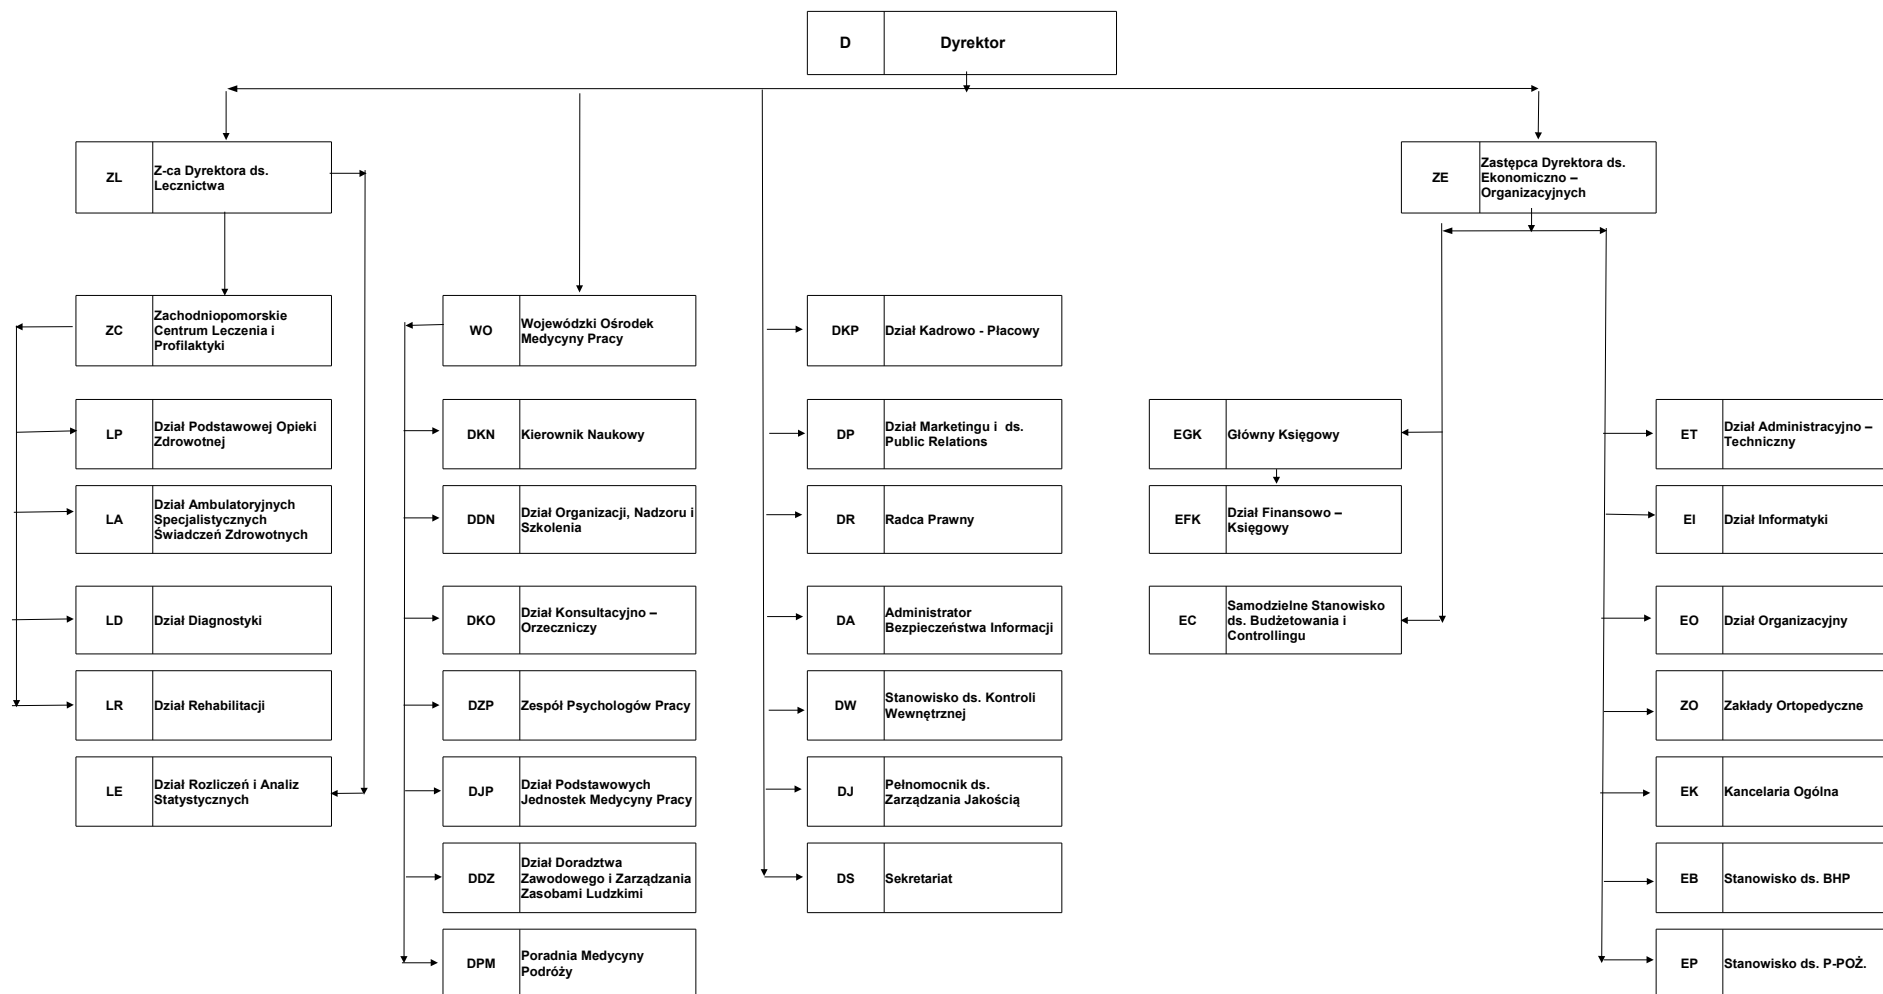 D
Dyrektor
ZL
Z-ca Dyrektora ds.
Lecznictwa
ZE
Zastępca Dyrektora ds.
Ekonomiczno –
Organizacyjnych
ZC
Zachodniopomorskie
Centrum Leczenia i
Profilaktyki
WO
Wojewódzki Ośrodek
Medycyny Pracy
DKP
Dział Kadrowo - Płacowy
LP
Dział Podstawowej Opieki
Zdrowotnej
DKN
Kierownik Naukowy
DP
Dział Marketingu i  ds.
Public Relations
EGK
Główny Księgowy
ET
Dział Administracyjno –
Techniczny
LA
Dział Ambulatoryjnych
Specjalistycznych
Świadczeń Zdrowotnych
DDN
Dział Organizacji, Nadzoru i
Szkolenia
DR
Radca Prawny
EFK
Dział Finansowo –
Księgowy
EI
Dział Informatyki
LD
Dział Diagnostyki
DKO
Dział Konsultacyjno –
Orzeczniczy
DA
Administrator
Bezpieczeństwa Informacji
EC
Samodzielne Stanowisko
ds. Budżetowania i
Controllingu
EO
Dział Organizacyjny
LR
Dział Rehabilitacji
DZP
Zespół Psychologów Pracy
DW
Stanowisko ds. Kontroli
Wewnętrznej
ZO
Zakłady Ortopedyczne
LE
Dział Rozliczeń i Analiz
Statystycznych
DJP
Dział Podstawowych
Jednostek Medycyny Pracy
DJ
Pełnomocnik ds.
Zarządzania Jakością
EK
Kancelaria Ogólna
DDZ
Dział Doradztwa
Zawodowego i Zarządzania
Zasobami Ludzkimi
DS
Sekretariat
EB
Stanowisko ds. BHP
DPM
Poradnia Medycyny
Podróży
EP
Stanowisko ds. P-POŻ.